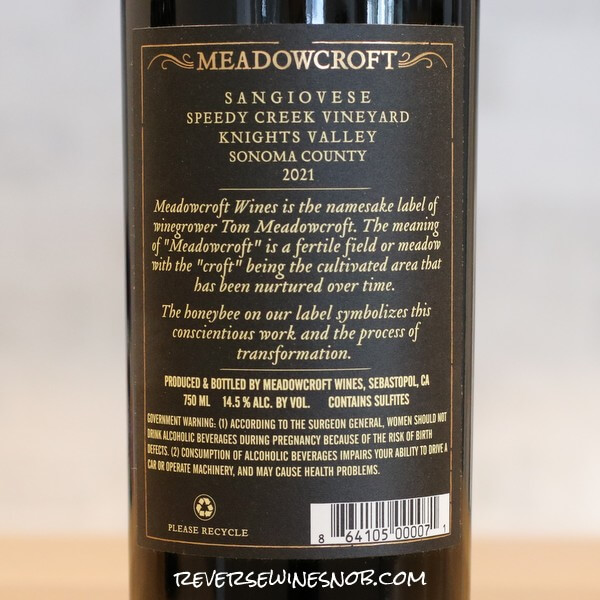 MEADOWCROFT
SANGIOVESE
SPEEDY CREEK VINEYARD
KNIGHTS VALLEY
SONOMA COUNTY
2021
Meadowcroft Wines is the namesake label of
winegrower Tom Meadowcroft. The meaning
of "Meadowcroft" is a fertile field or meadow
with the "croft" being the cultivated area that
has been nurtured over time.
The honeybee on our label symbolizes this
conscientious work and the process of
transformation.
PRODUCED & BOTTLED BY MEADOWCROFT WINES, SEBASTOPOL, CA
750 ML 14.5 % ALC. BY VOL. CONTAINS SULFITES
GOVERNMENT WARNING: (1) ACCORDING TO THE SURGEON GENERAL, WOMEN SHOULD NOT
DRINK ALCOHOLIC BEVERAGES DURING PREGNANCY BECAUSE OF THE RISK OF BIRTH
DEFECTS. (2) CONSUMPTION OF ALCOHOLIC BEVERAGES IMPAIRS YOUR ABILITY TO DRIVE A
CAR OR OPERATE MACHINERY, AND MAY CAUSE HEALTH PROBLEMS.
PLEASE RECYCLE
8 64105 00007 1
REVERSEWINESNOB.COM